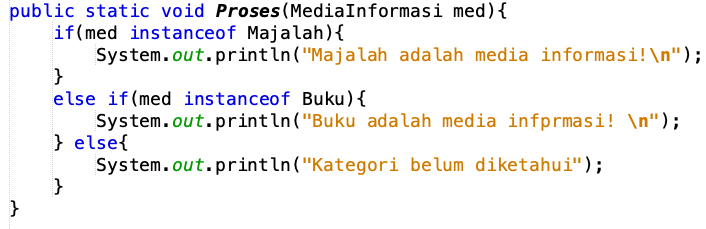 public static void Proses(MediaInformasi med){
if(med instanceof Majalah){
System.out.println("Majalah adalah media informasi!\n");
}
else if(med instanceof Buku){
System.out.println("Buku adalah media infprmasi! \n");
} else{
System.out.println("Kategori belum diketahui");
}
}